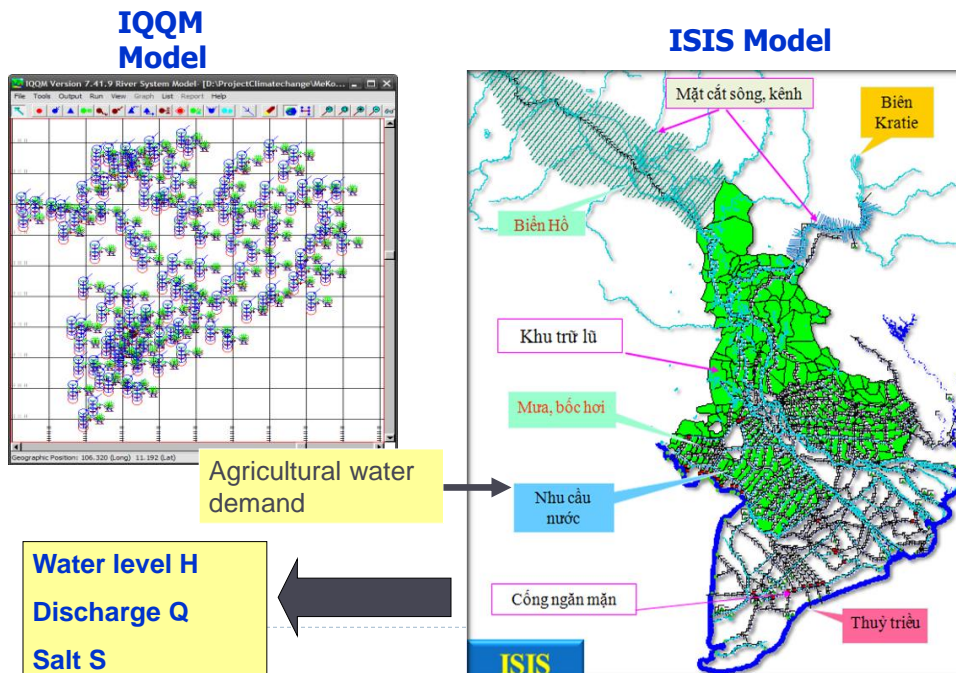 IQQM
Model
ISIS Model
IQQM Version 7.41.9 River System Model- [D:\ProjectClimatechange\MeKo...
File Tools Output Run View Graph List Report Help
Geographic Position: 106.320 (Long) 11.192 (Lat)
Mặt cắt sông, kênh
Biên
Kratie
Biển Hồ
Khu trữ lũ
Mưa, bốc hơi
Agricultural water
demand
Nhu cầu
nước
Water level H
Discharge Q
Salt S
Cống ngăn mặn
Thuỷ triều
ISIS